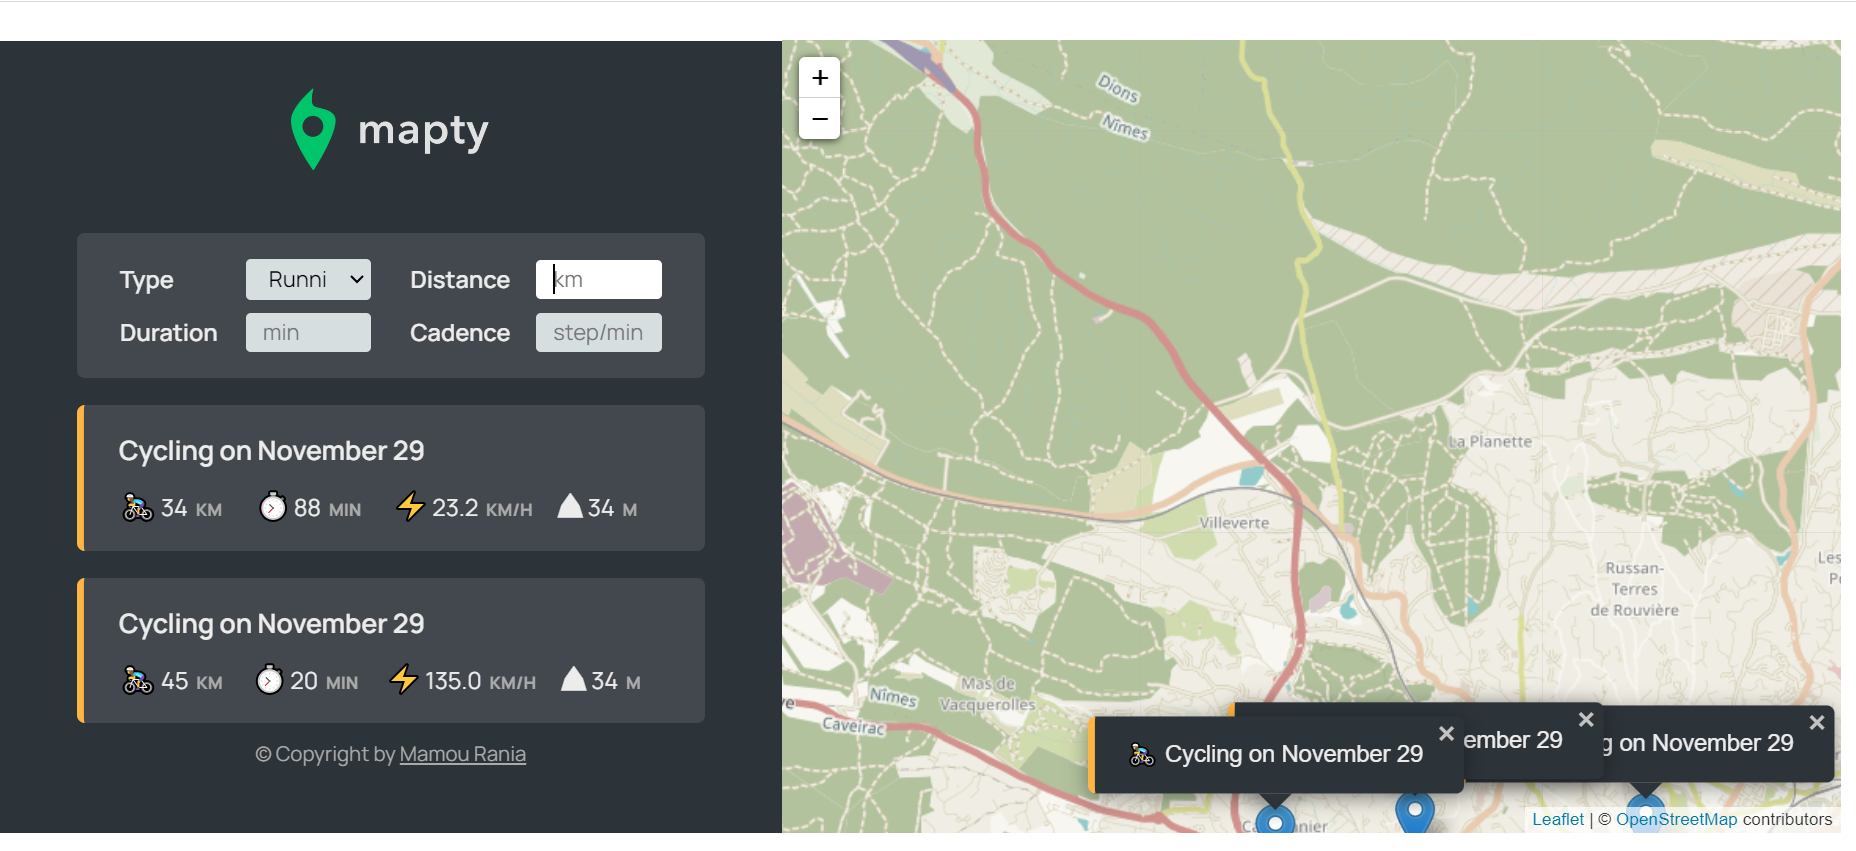 mapty
Type Runni Distance km
Duration min Cadence step/min
Cycling on November 29
34 KM 88 MIN 23.2 KM/H 34 M
Cycling on November 29
45 KM 20 MIN 135.0 KM/H 34 M
© Copyright by Mamou Rania
+
−
Dions
Nîmes
La Planette
Villeverte
Les
Russan-
Terres
de Rouvière
Mas de
Vacquerolles
Nîmes
Caveirac
Cycling on November 29
ember 29
g on November 29
Leaflet | © OpenStreetMap contributors